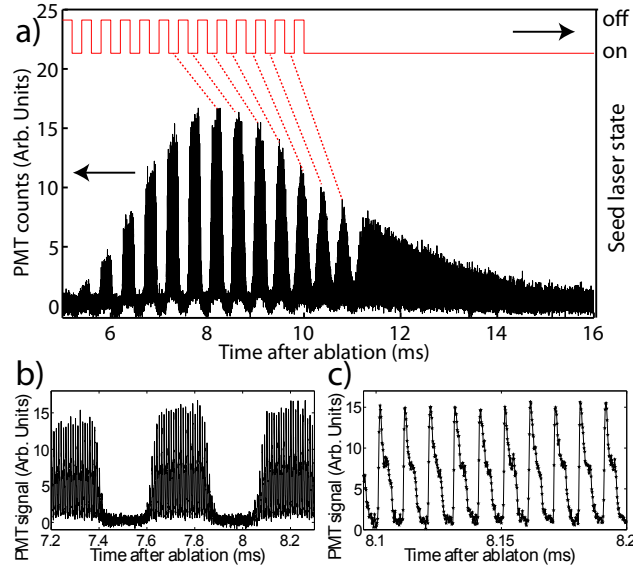 a)
25
20
15
10
5
0
PMT counts (Arb. Units)
off
on
Seed laser state
6 8 10 12 14 16
Time after ablation (ms)
b)
15
10
5
0
PMT signal (Arb. Units)
7.2 7.4 7.6 7.8 8 8.2
Time after ablation (ms)
c)
15
10
5
0
PMT signal (Arb. Units)
8.1 8.15 8.2
Time after ablaton (ms)